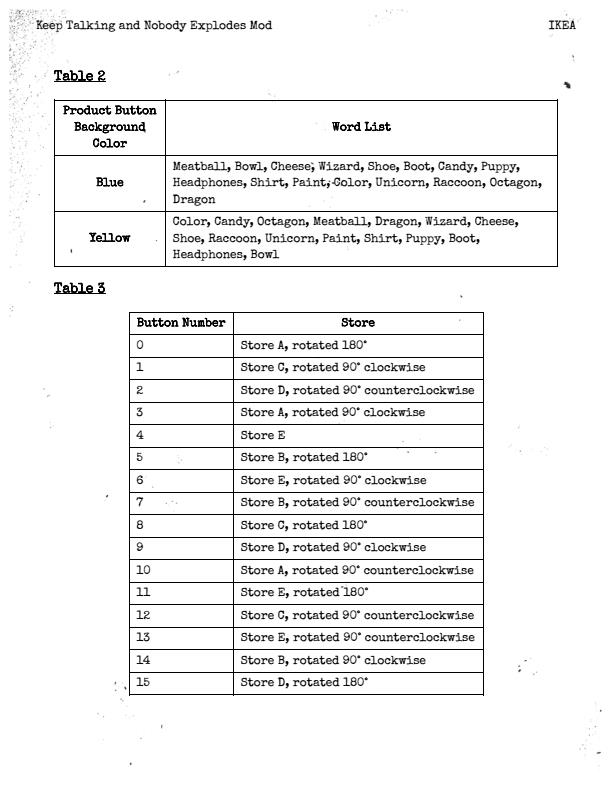 Keep Talking and Nobody Explodes Mod IKEA
Table 2
Product Button Background Color Word List
Blue Meatball, Bowl, Cheese, Wizard, Shoe, Boot, Candy, Puppy,
Headphones, Shirt, Paint, Color, Unicorn, Raccoon, Octagon,
Dragon
Yellow Color, Candy, Octagon, Meatball, Dragon, Wizard, Cheese,
Shoe, Raccoon, Unicorn, Paint, Shirt, Puppy, Boot,
Headphones, Bowl
Table 3
Button Number Store
0 Store A, rotated 180°
1 Store C, rotated 90° clockwise
2 Store D, rotated 90° counterclockwise
3 Store A, rotated 90° clockwise
4 Store E
5 Store B, rotated 180°
6 Store E, rotated 90° clockwise
7 Store B, rotated 90° counterclockwise
8 Store C, rotated 180°
9 Store D, rotated 90° clockwise
10 Store A, rotated 90° counterclockwise
11 Store E, rotated 180°
12 Store C, rotated 90° counterclockwise
13 Store E, rotated 90° counterclockwise
14 Store B, rotated 90° clockwise
15 Store D, rotated 180°